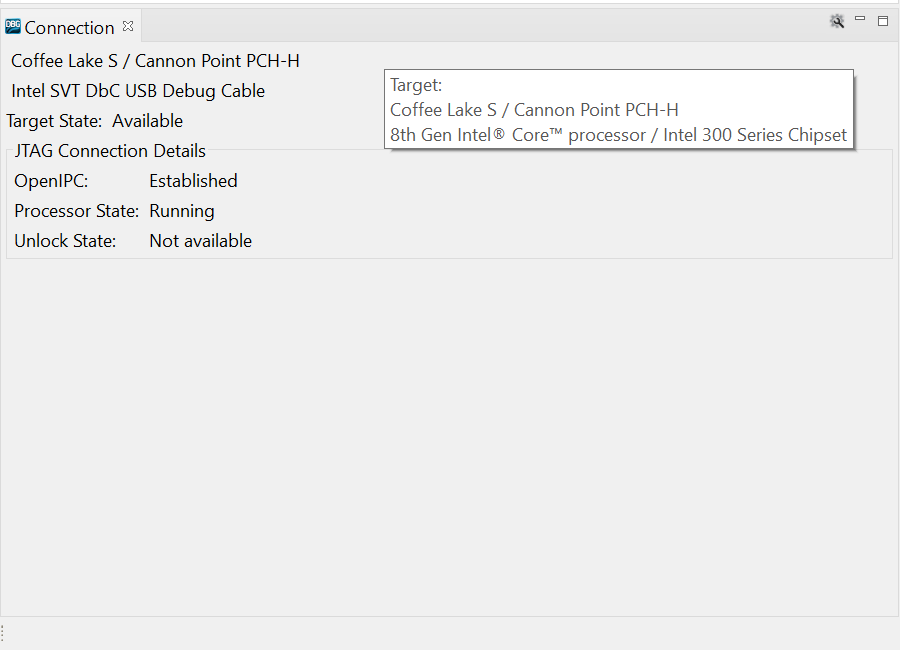 DBG Connection
Coffee Lake S / Cannon Point PCH-H
Intel SVT DbC USB Debug Cable
Target State: Available
JTAG Connection Details
OpenIPC: Established
Processor State: Running
Unlock State: Not available
Target:
Coffee Lake S / Cannon Point PCH-H
8th Gen Intel® Core™ processor / Intel 300 Series Chipset